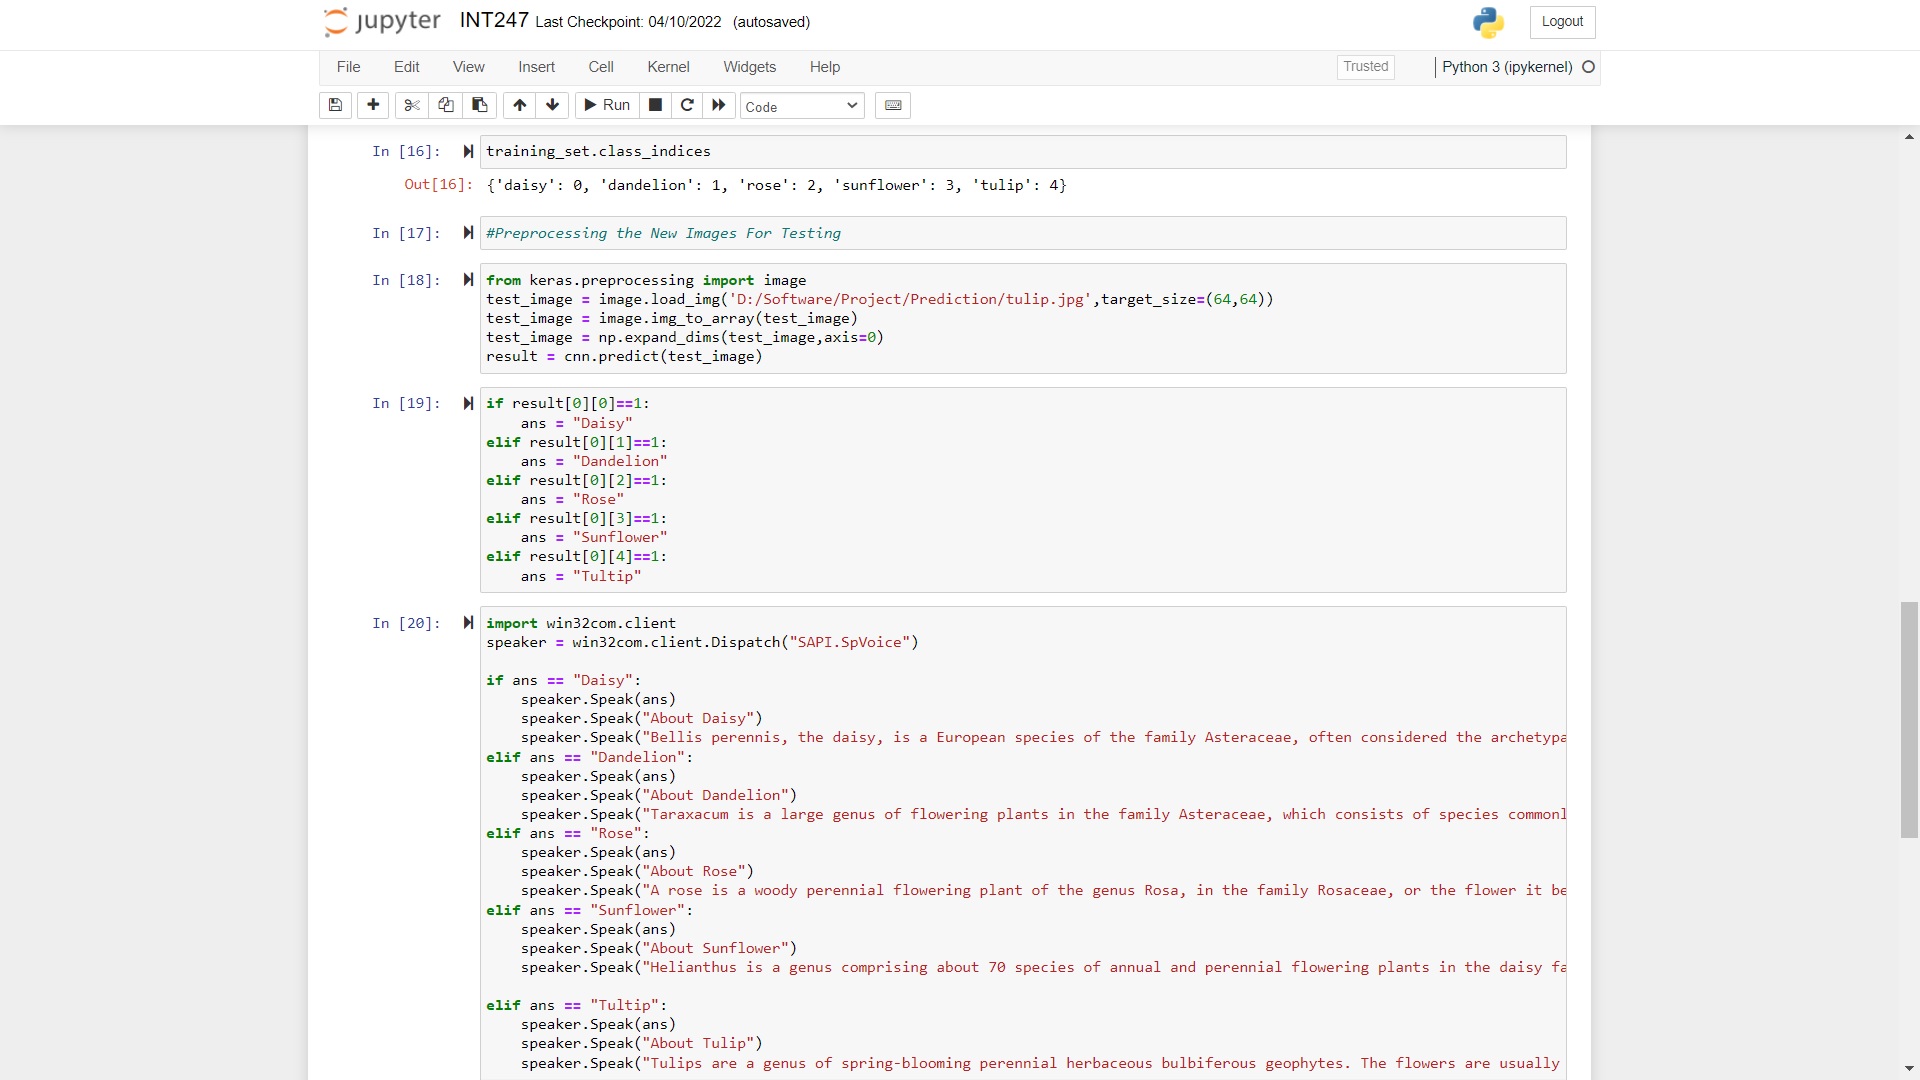 jupyter INT247 Last Checkpoint: 04/10/2022 (autosaved)
Logout
File Edit View Insert Cell Kernel Widgets Help
Trusted
Python 3 (ipykernel)
Run
Code
In [16]: training_set.class_indices
Out[16]: {'daisy': 0, 'dandelion': 1, 'rose': 2, 'sunflower': 3, 'tulip': 4}
In [17]: #Preprocessing the New Images For Testing
In [18]: from keras.preprocessing import image
test_image = image.load_img('D:/Software/Project/Prediction/tulip.jpg',target_size=(64,64))
test_image = image.img_to_array(test_image)
test_image = np.expand_dims(test_image,axis=0)
result = cnn.predict(test_image)
In [19]: if result[0][0]==1:
    ans = "Daisy"
elif result[0][1]==1:
    ans = "Dandelion"
elif result[0][2]==1:
    ans = "Rose"
elif result[0][3]==1:
    ans = "Sunflower"
elif result[0][4]==1:
    ans = "Tultip"
In [20]: import win32com.client
speaker = win32com.client.Dispatch("SAPI.SpVoice")
if ans == "Daisy":
    speaker.Speak(ans)
    speaker.Speak("About Daisy")
    speaker.Speak("Bellis perennis, the daisy, is a European species of the family Asteraceae, often considered the archetypa
elif ans == "Dandelion":
    speaker.Speak(ans)
    speaker.Speak("About Dandelion")
    speaker.Speak("Taraxacum is a large genus of flowering plants in the family Asteraceae, which consists of species commonl
elif ans == "Rose":
    speaker.Speak(ans)
    speaker.Speak("About Rose")
    speaker.Speak("A rose is a woody perennial flowering plant of the genus Rosa, in the family Rosaceae, or the flower it be
elif ans == "Sunflower":
    speaker.Speak(ans)
    speaker.Speak("About Sunflower")
    speaker.Speak("Helianthus is a genus comprising about 70 species of annual and perennial flowering plants in the daisy fa
elif ans == "Tultip":
    speaker.Speak(ans)
    speaker.Speak("About Tulip")
    speaker.Speak("Tulips are a genus of spring-blooming perennial herbaceous bulbiferous geophytes. The flowers are usually